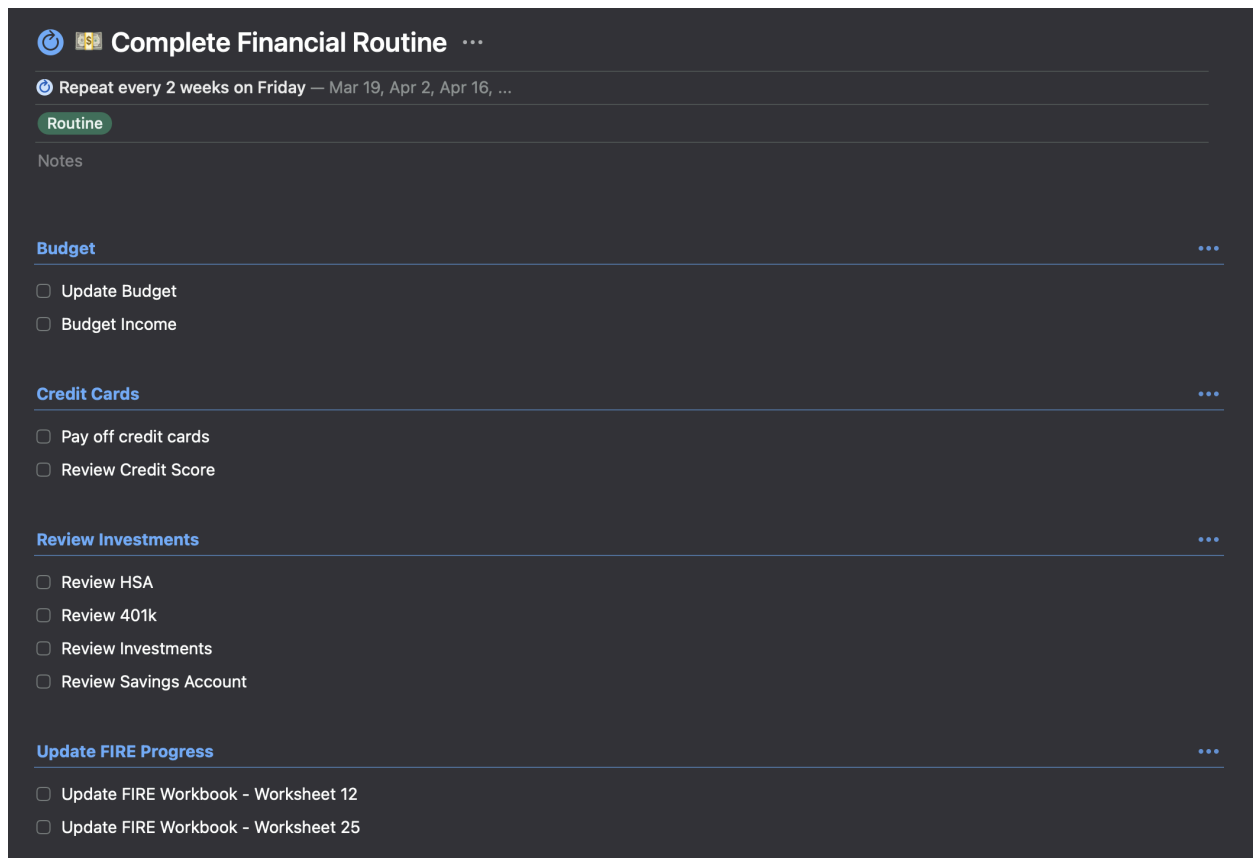 Complete Financial Routine ...
Repeat every 2 weeks on Friday — Mar 19, Apr 2, Apr 16, ...
Routine
Notes
Budget
Update Budget
Budget Income
Credit Cards
Pay off credit cards
Review Credit Score
Review Investments
Review HSA
Review 401k
Review Investments
Review Savings Account
Update FIRE Progress
Update FIRE Workbook - Worksheet 12
Update FIRE Workbook - Worksheet 25